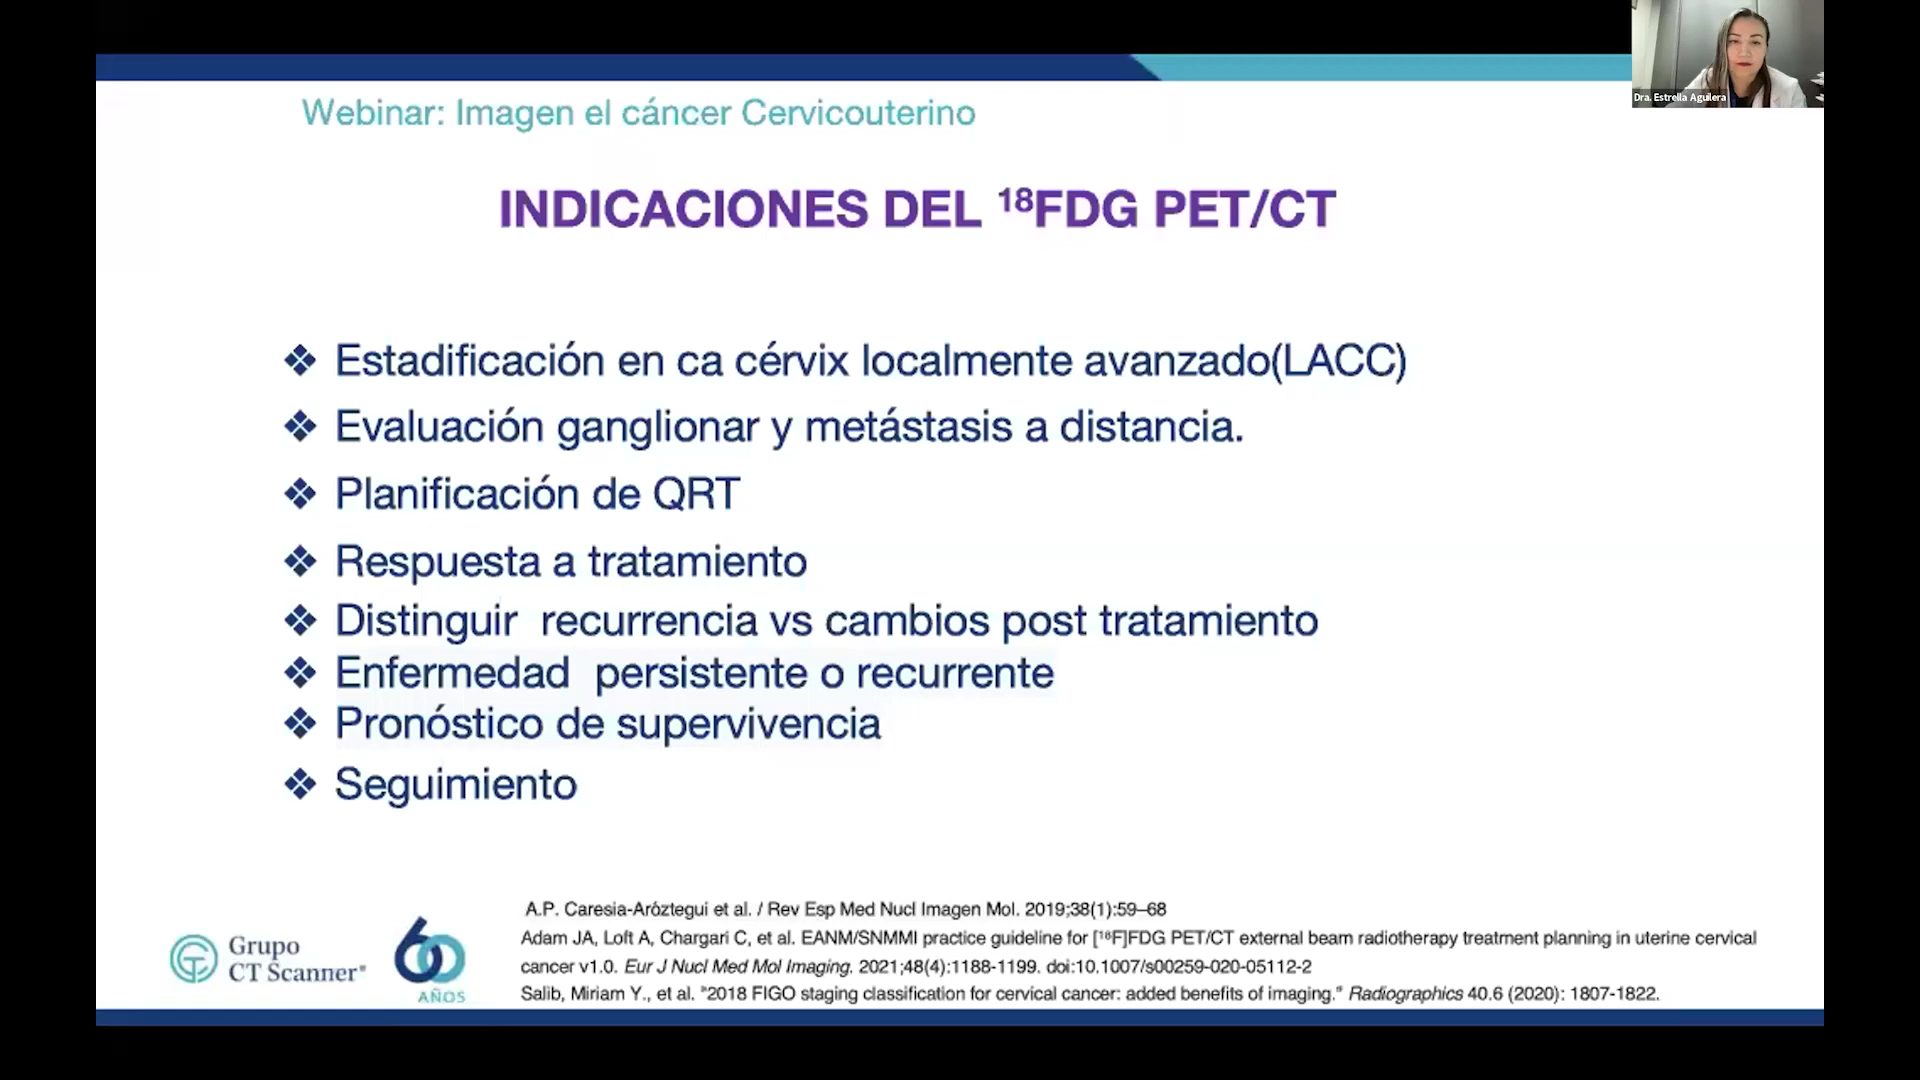 Dra. Estrella Aguilera
Webinar: Imagen el cáncer Cervicouterino
INDICACIONES DEL ¹⁸FDG PET/CT
❖ Estadificación en ca cérvix localmente avanzado(LACC)
❖ Evaluación ganglionar y metástasis a distancia.
❖ Planificación de QRT
❖ Respuesta a tratamiento
❖ Distinguir recurrencia vs cambios post tratamiento
❖ Enfermedad persistente o recurrente
❖ Pronóstico de supervivencia
❖ Seguimiento
A.P. Caresia-Aróztegui et al. / Rev Esp Med Nucl Imagen Mol. 2019;38(1):59–68
Adam JA, Loft A, Chargari C, et al. EANM/SNMMI practice guideline for [¹⁸F]FDG PET/CT external beam radiotherapy treatment planning in uterine cervical
cancer v1.0. Eur J Nucl Med Mol Imaging. 2021;48(4):1188-1199. doi:10.1007/s00259-020-05112-2
Salib, Miriam Y., et al. "2018 FIGO staging classification for cervical cancer: added benefits of imaging." Radiographics 40.6 (2020): 1807-1822.
Grupo
CT Scanner®
60
AÑOS